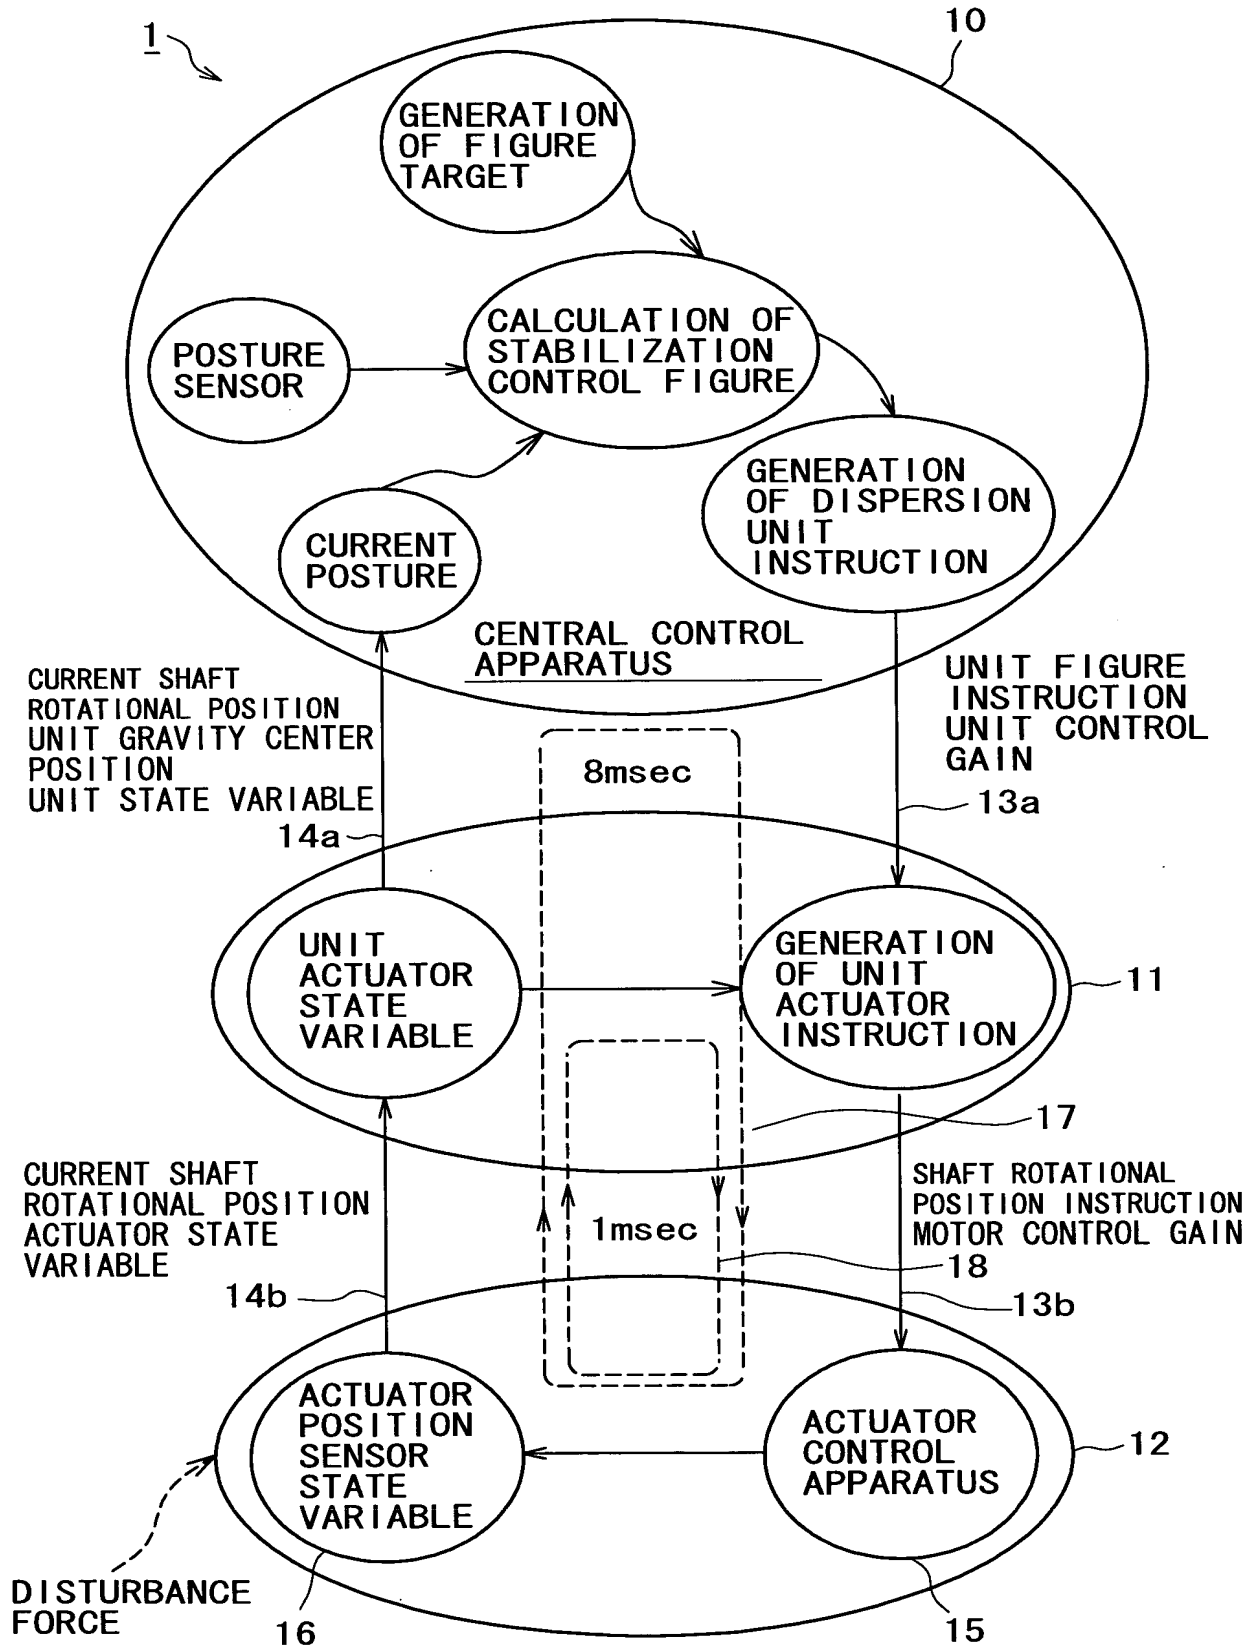 1
10
GENERATION
OF FIGURE
TARGET
CALCULATION OF
STABILIZATION
CONTROL FIGURE
POSTURE
SENSOR
GENERATION
OF DISPERSION
UNIT
INSTRUCTION
CURRENT
POSTURE
CENTRAL CONTROL
APPARATUS
CURRENT SHAFT
ROTATIONAL POSITION
UNIT GRAVITY CENTER
POSITION
UNIT STATE VARIABLE
14a
UNIT FIGURE
INSTRUCTION
UNIT CONTROL
GAIN
13a
8msec
UNIT
ACTUATOR
STATE
VARIABLE
GENERATION
OF UNIT
ACTUATOR
INSTRUCTION
11
17
CURRENT SHAFT
ROTATIONAL POSITION
ACTUATOR STATE
VARIABLE
14b
1msec
18
SHAFT ROTATIONAL
POSITION INSTRUCTION
MOTOR CONTROL GAIN
13b
ACTUATOR
POSITION
SENSOR
STATE
VARIABLE
ACTUATOR
CONTROL
APPARATUS
12
DISTURBANCE
FORCE
16
15